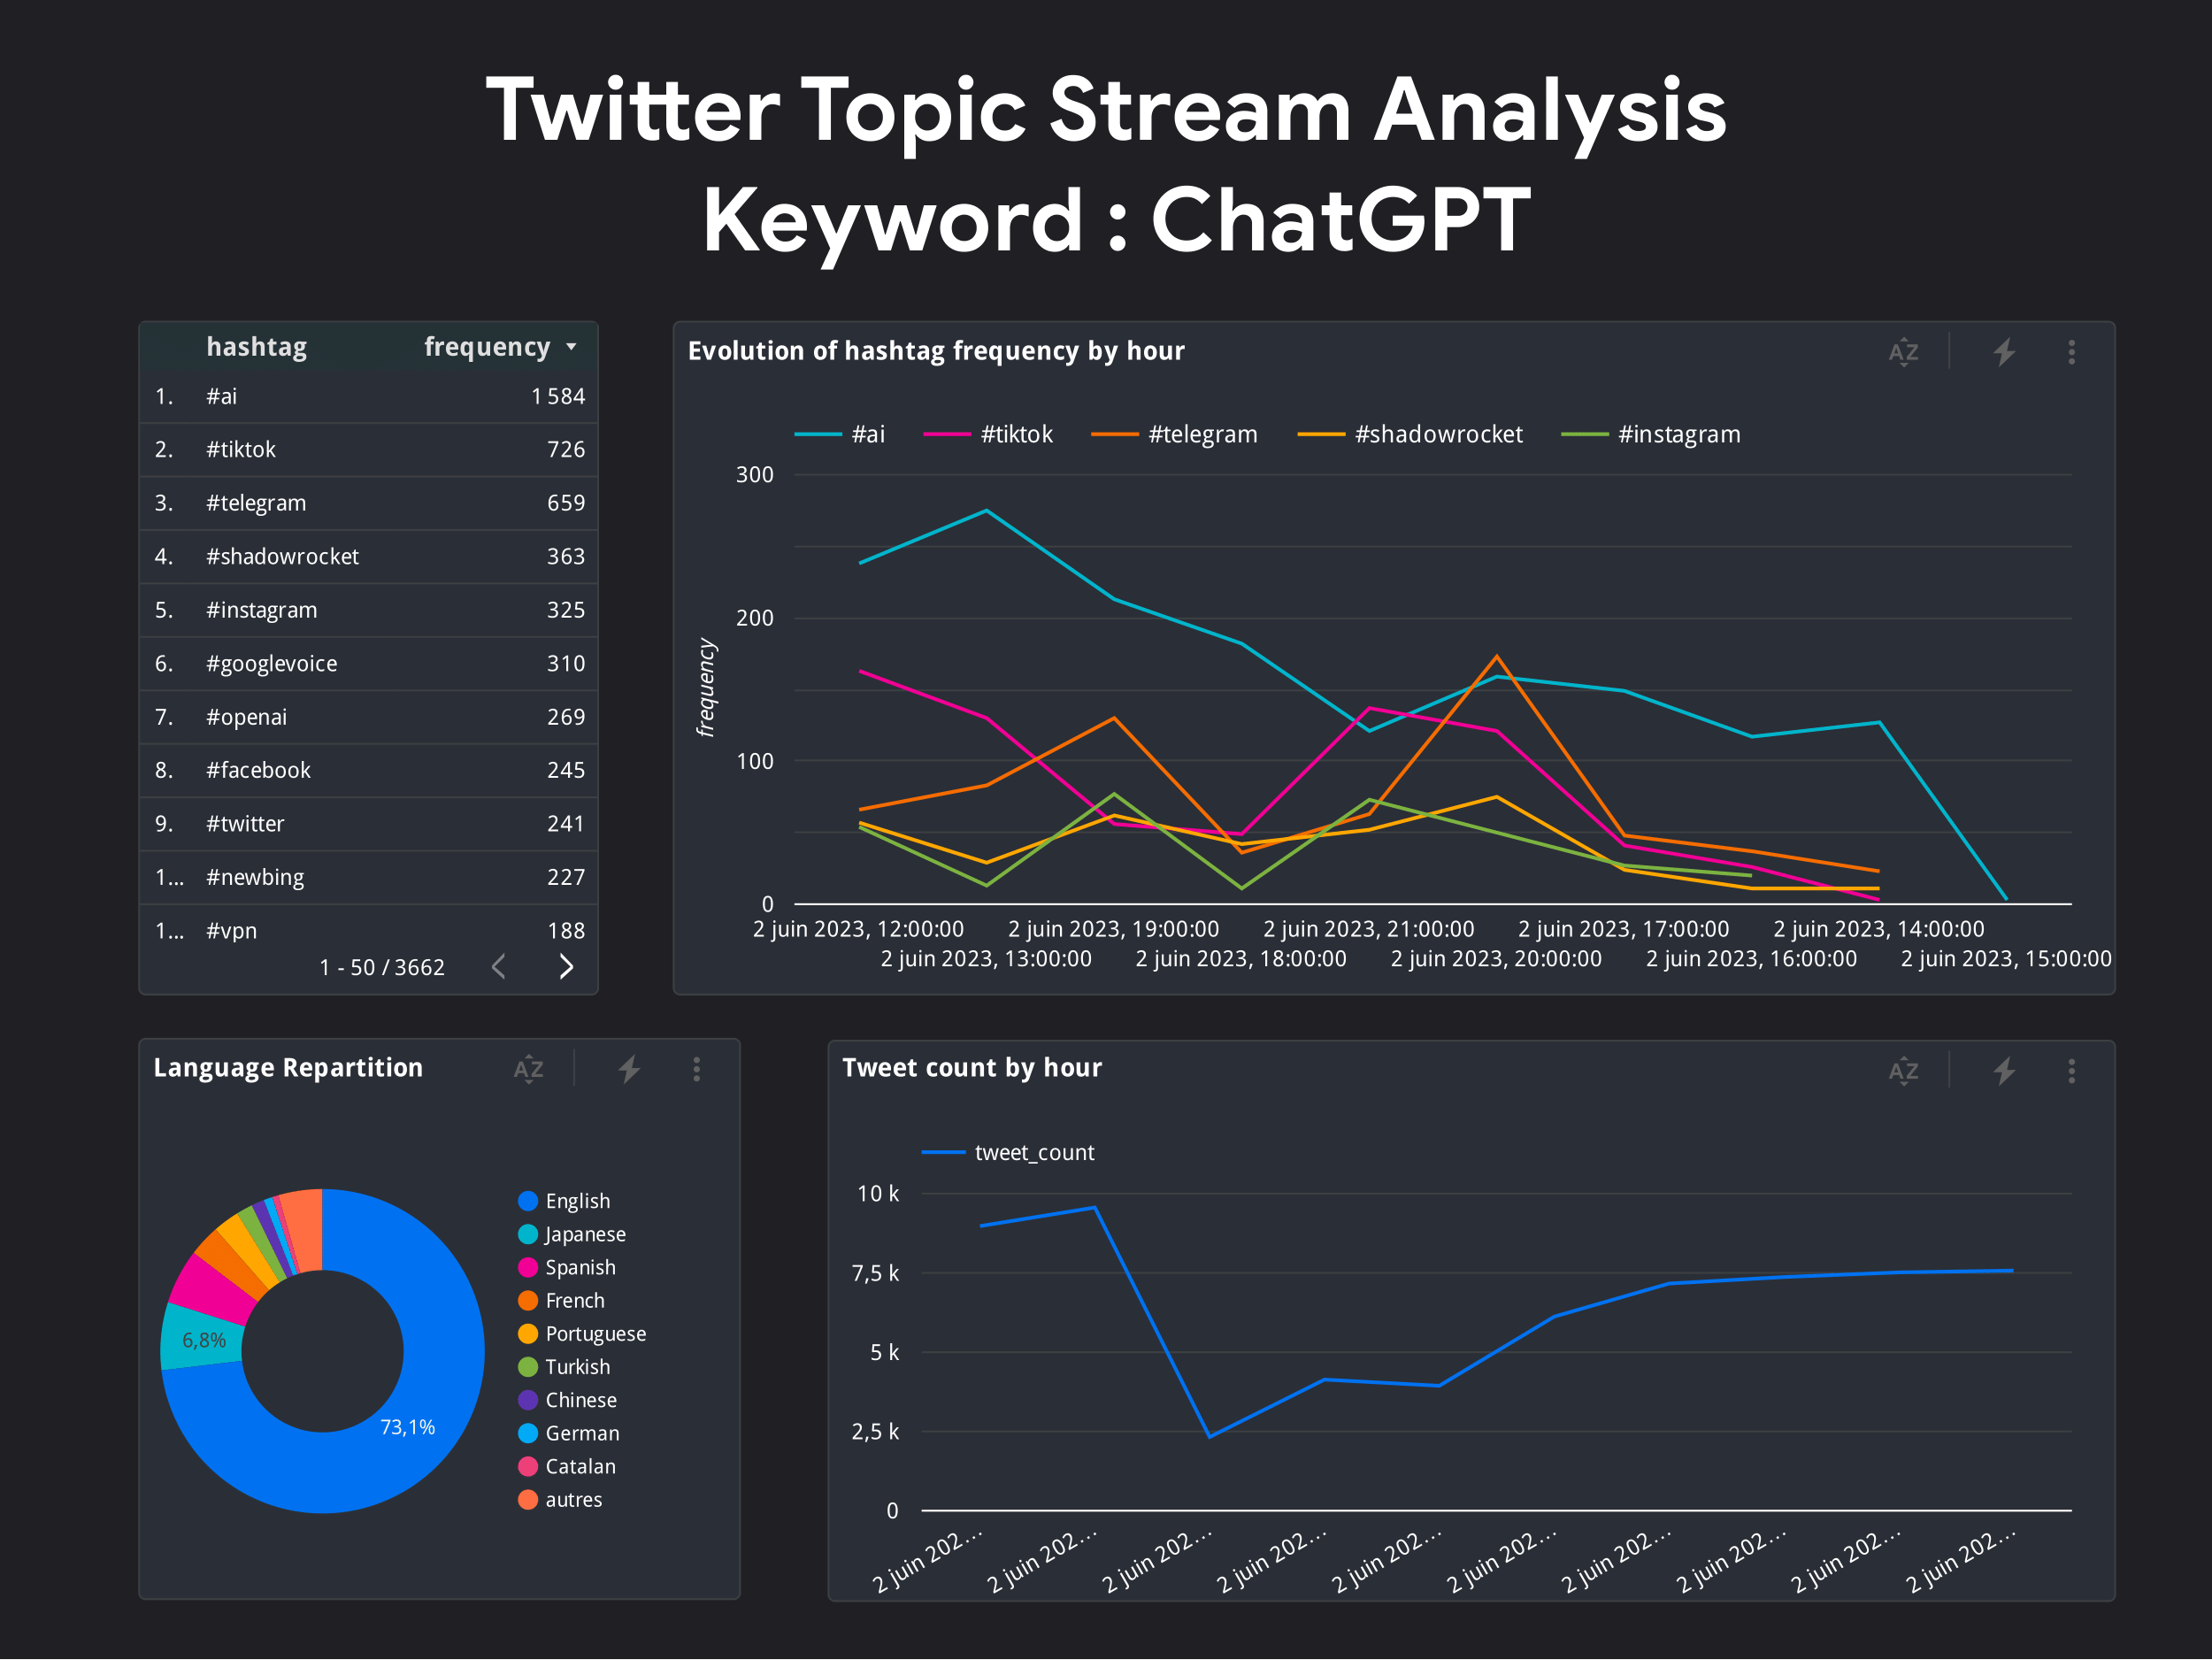 Twitter Topic Stream Analysis
Keyword : ChatGPT
hashtag frequency
1. #ai 1 584
2. #tiktok 726
3. #telegram 659
4. #shadowrocket 363
5. #instagram 325
6. #googlevoice 310
7. #openai 269
8. #facebook 245
9. #twitter 241
1... #newbing 227
1... #vpn 188
1 - 50 / 3662
Evolution of hashtag frequency by hour
AZ
#ai #tiktok #telegram #shadowrocket #instagram
frequency
300
200
100
0
2 juin 2023, 12:00:00 2 juin 2023, 19:00:00 2 juin 2023, 21:00:00 2 juin 2023, 17:00:00 2 juin 2023, 14:00:00
2 juin 2023, 13:00:00 2 juin 2023, 18:00:00 2 juin 2023, 20:00:00 2 juin 2023, 16:00:00 2 juin 2023, 15:00:00
Language Repartition
AZ
6,8%
73,1%
English
Japanese
Spanish
French
Portuguese
Turkish
Chinese
German
Catalan
autres
Tweet count by hour
AZ
tweet_count
10 k
7,5 k
5 k
2,5 k
0
2 juin 202... 2 juin 202... 2 juin 202... 2 juin 202... 2 juin 202... 2 juin 202... 2 juin 202... 2 juin 202... 2 juin 202... 2 juin 202...